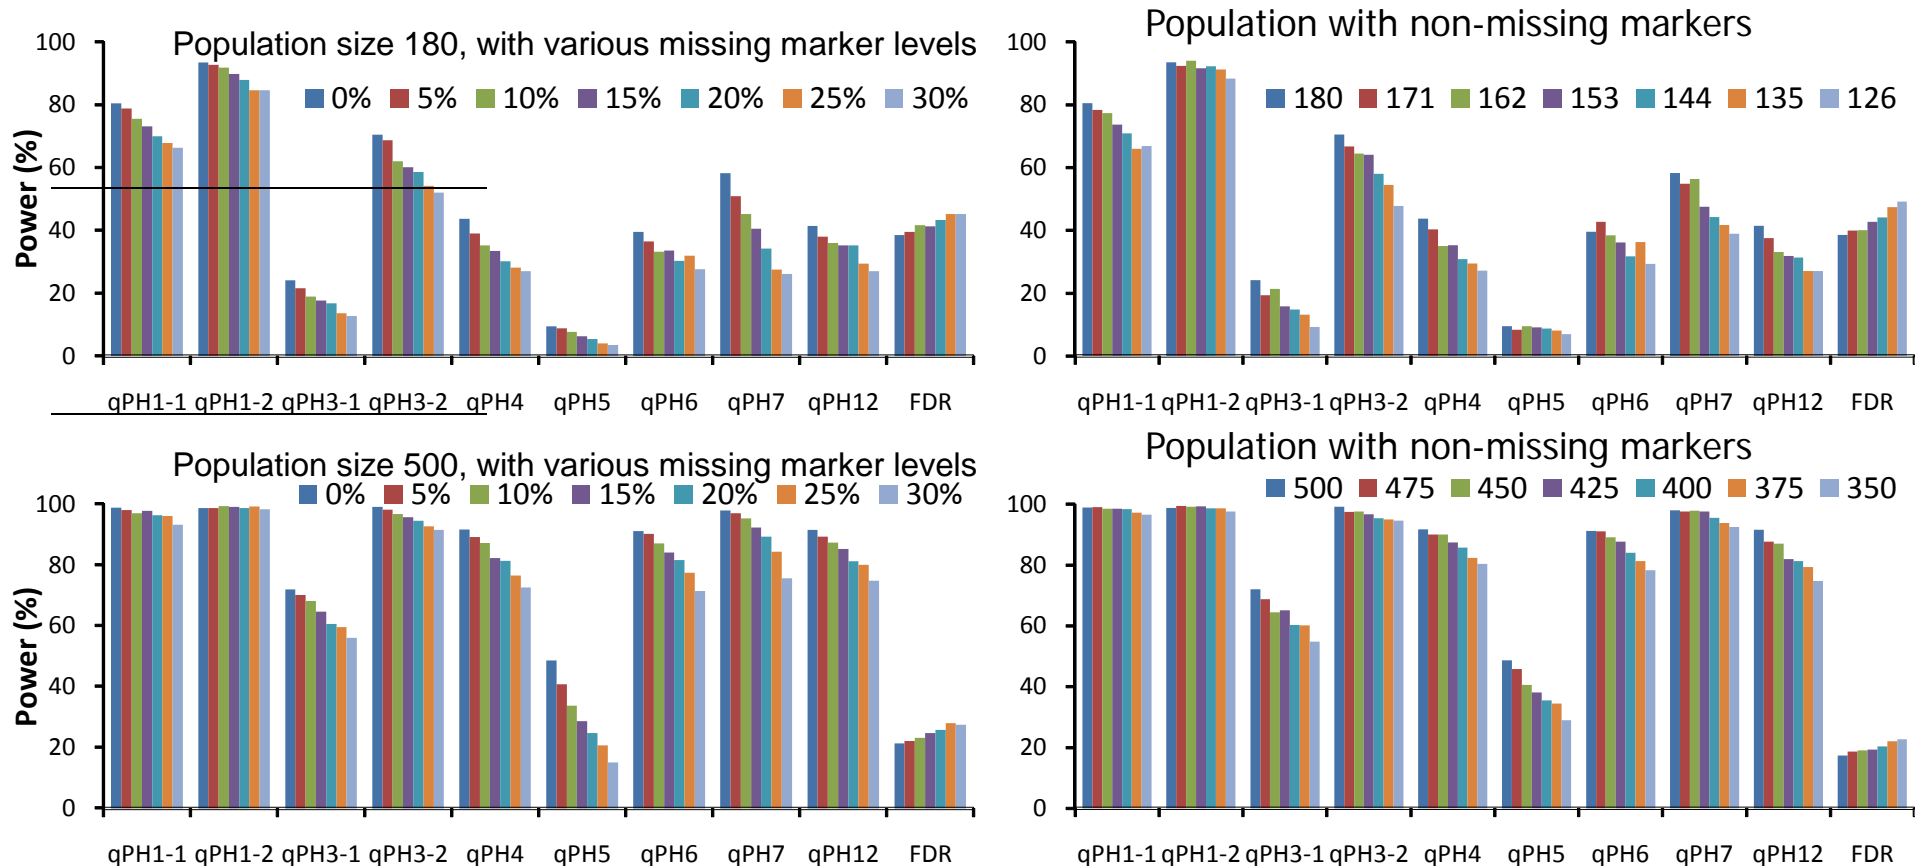 Population size 180, with various missing marker levels
0% 5% 10% 15% 20% 25% 30%
Power (%)
100
80
60
40
20
0
qPH1-1 qPH1-2 qPH3-1 qPH3-2 qPH4 qPH5 qPH6 qPH7 qPH12 FDR
Population with non-missing markers
180 171 162 153 144 135 126
100
80
60
40
20
0
qPH1-1 qPH1-2 qPH3-1 qPH3-2 qPH4 qPH5 qPH6 qPH7 qPH12 FDR
Population size 500, with various missing marker levels
0% 5% 10% 15% 20% 25% 30%
Power (%)
100
80
60
40
20
0
qPH1-1 qPH1-2 qPH3-1 qPH3-2 qPH4 qPH5 qPH6 qPH7 qPH12 FDR
Population with non-missing markers
500 475 450 425 400 375 350
100
80
60
40
20
0
qPH1-1 qPH1-2 qPH3-1 qPH3-2 qPH4 qPH5 qPH6 qPH7 qPH12 FDR